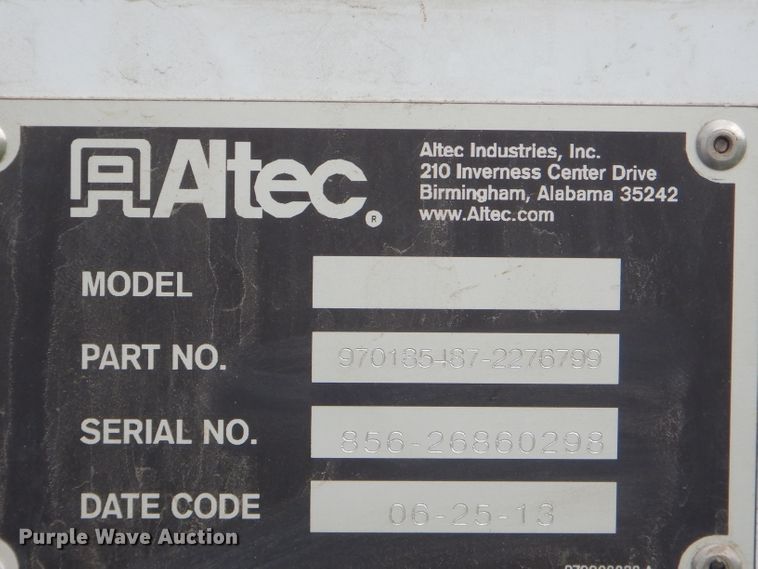 Altec®
Altec Industries, Inc.
210 Inverness Center Drive
Birmingham, Alabama 35242
www.Altec.com
MODEL
PART NO. 970185487-2276799
SERIAL NO. 856-26860298
DATE CODE 06-25-13
Purple Wave Auction